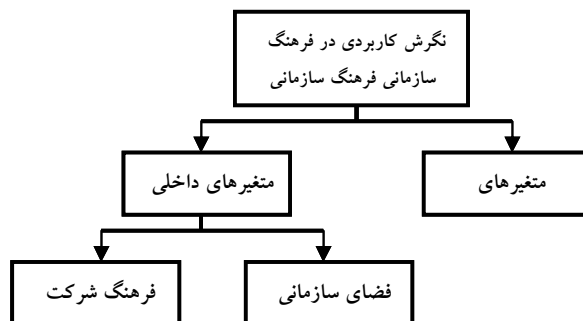 نگرش کاربردی در فرهنگ
سازمانی فرهنگ سازمانی
متغیرهای
متغیرهای داخلی
فضای سازمانی
فرهنگ شرکت